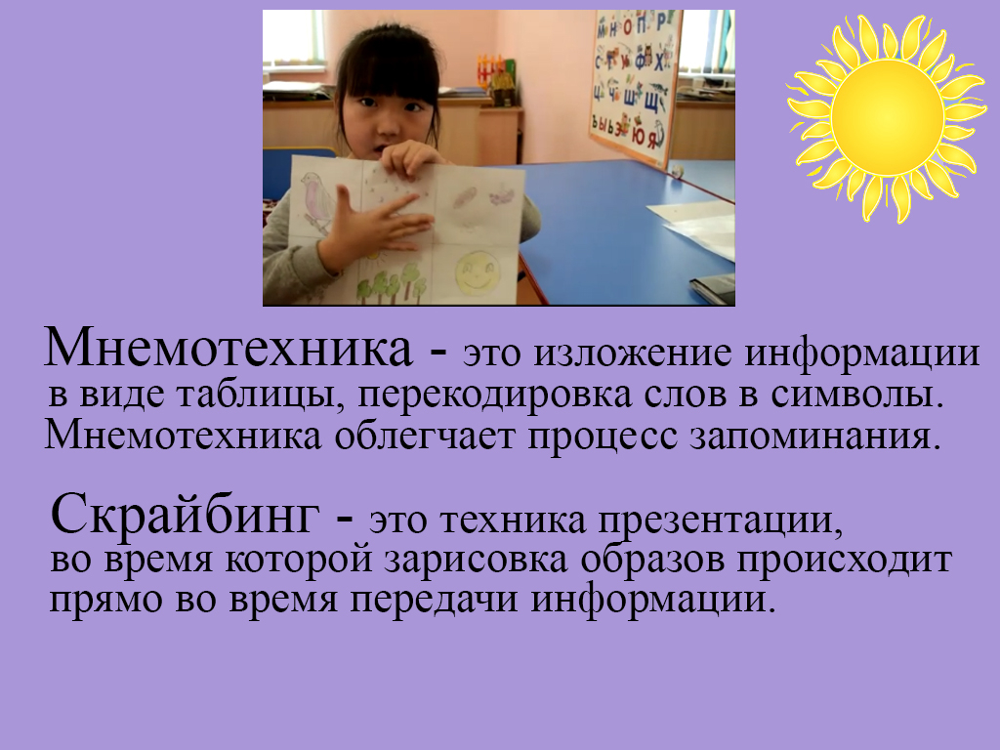 М Н О П Р
Мнемотехника - это изложение информации
в виде таблицы, перекодировка слов в символы.
Мнемотехника облегчает процесс запоминания.
Скрайбинг - это техника презентации,
во время которой зарисовка образов происходит
прямо во время передачи информации.